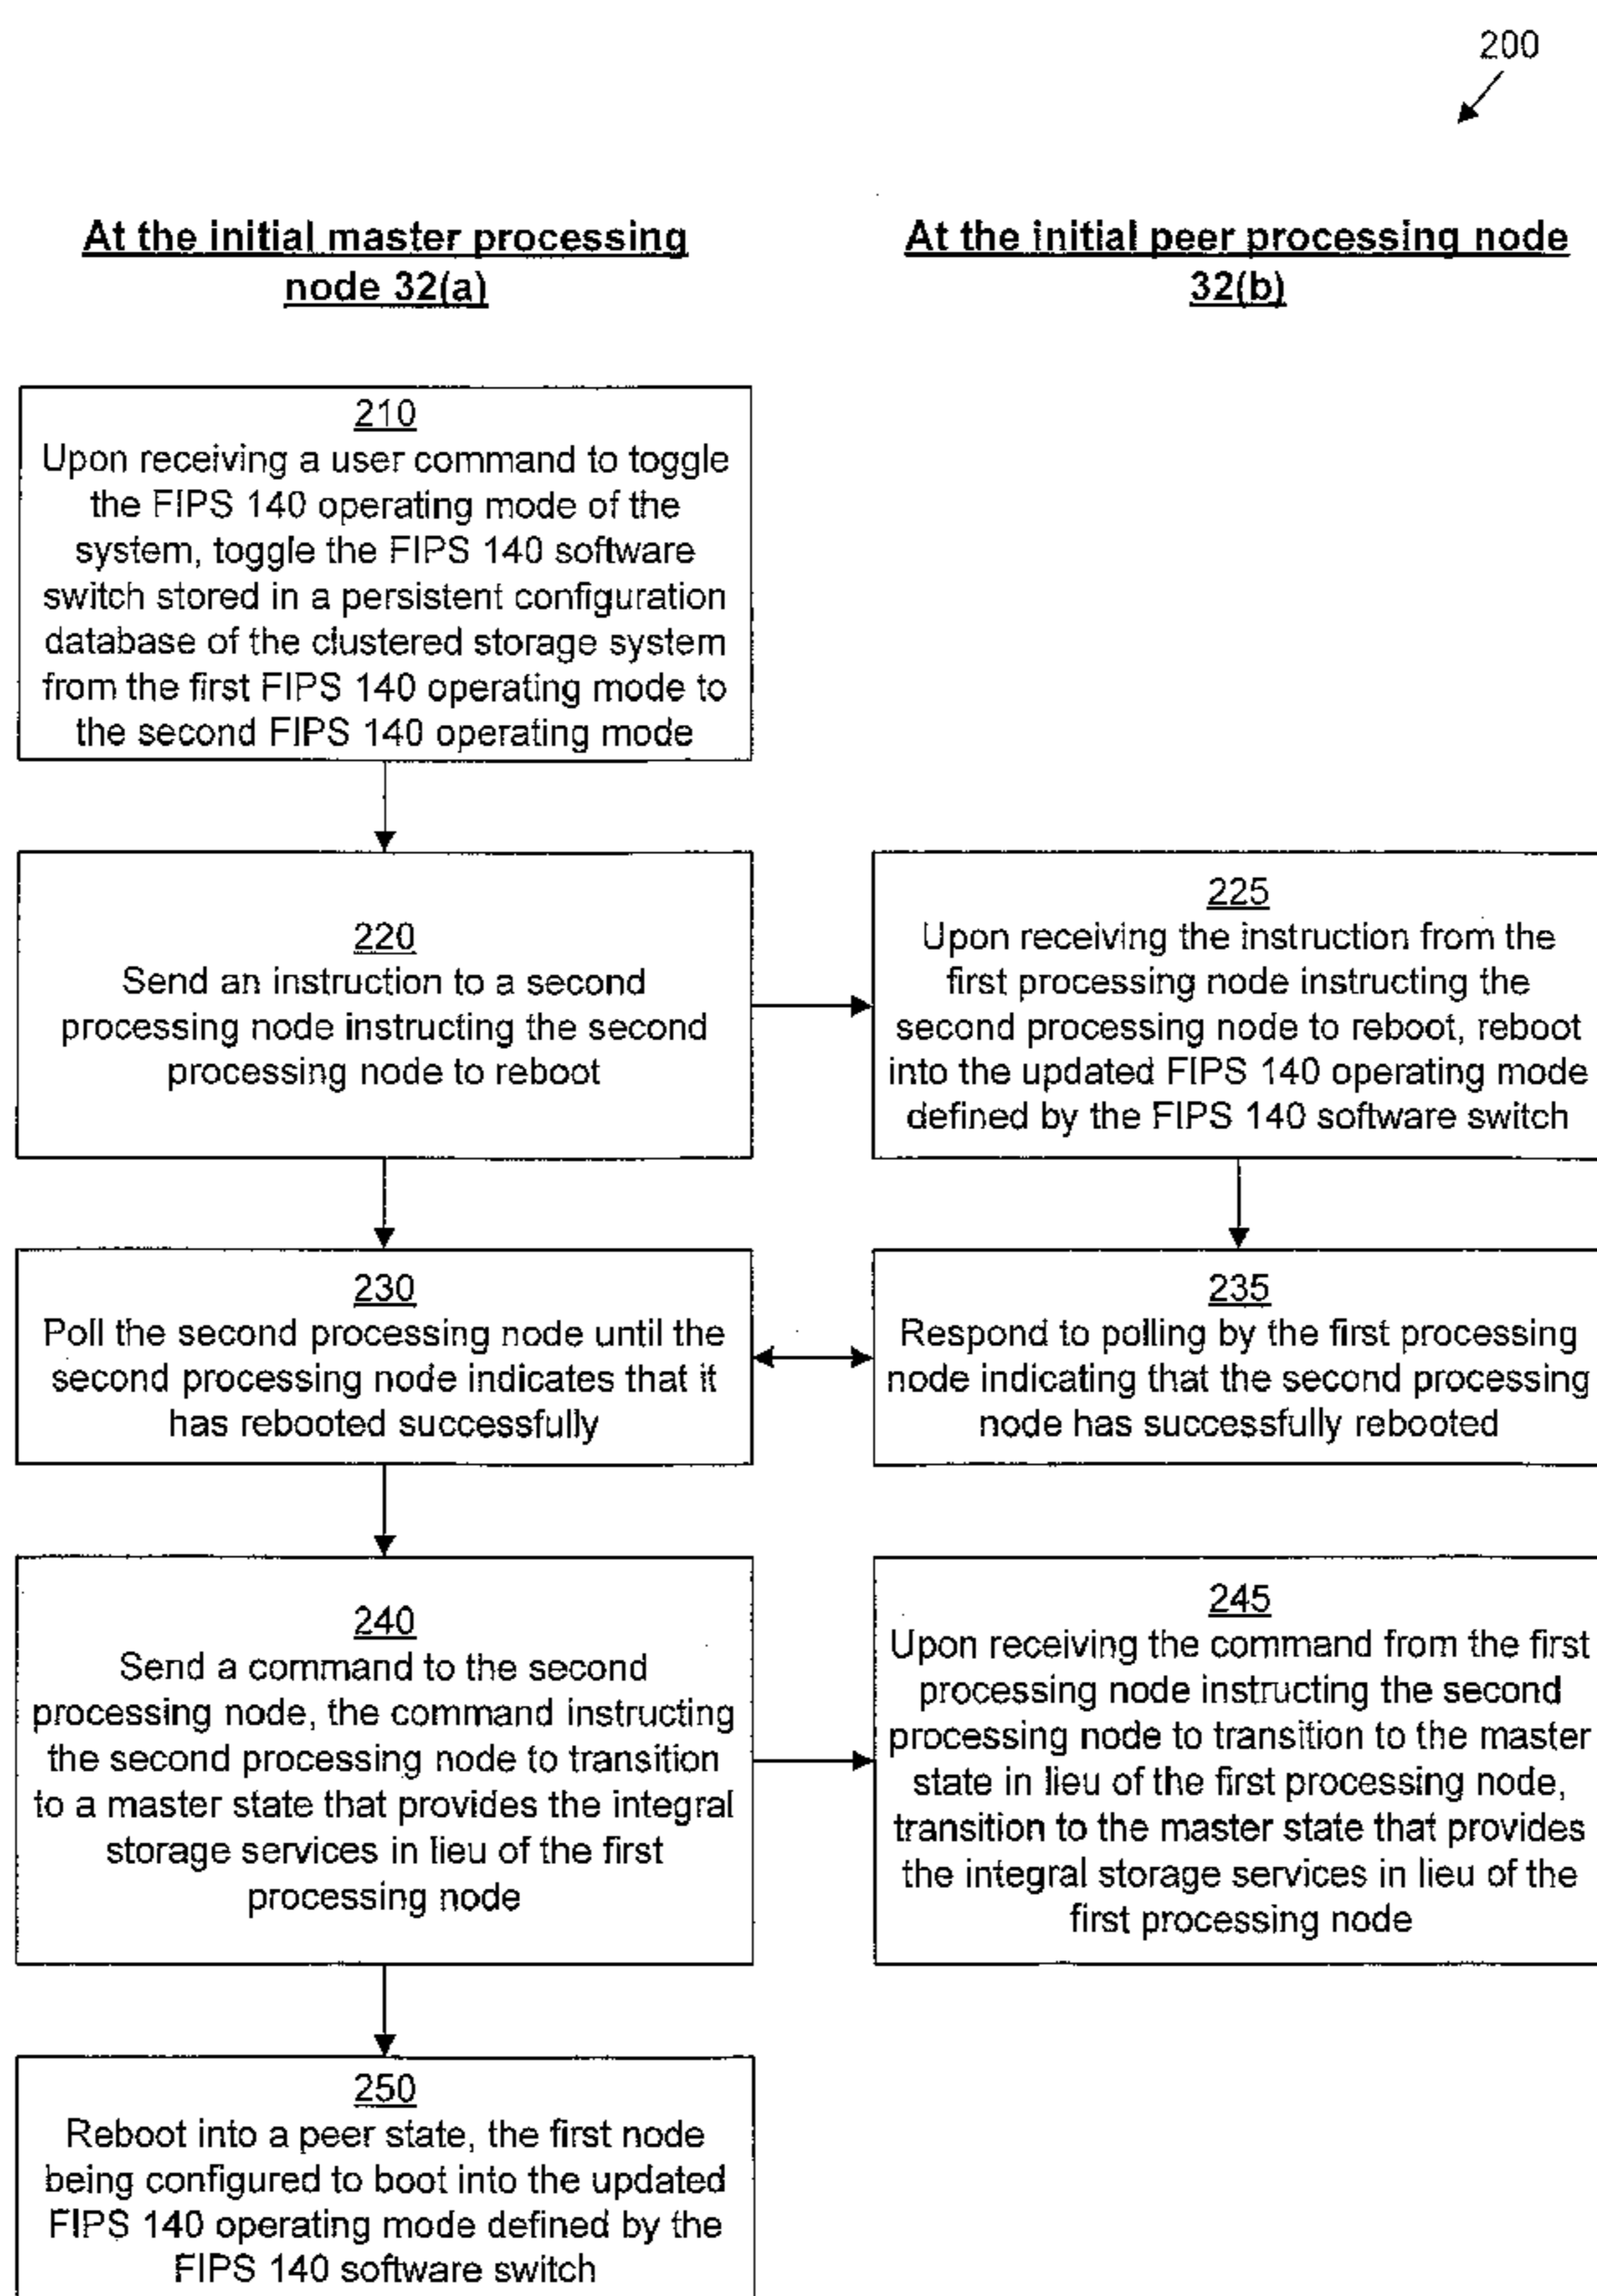 200
At the initial master processing
node 32(a)
At the initial peer processing node
32(b)
210
Upon receiving a user command to toggle
the FIPS 140 operating mode of the
system, toggle the FIPS 140 software
switch stored in a persistent configuration
database of the clustered storage system
from the first FIPS 140 operating mode to
the second FIPS 140 operating mode
220
Send an instruction to a second
processing node instructing the second
processing node to reboot
225
Upon receiving the instruction from the
first processing node instructing the
second processing node to reboot, reboot
into the updated FIPS 140 operating mode
defined by the FIPS 140 software switch
230
Poll the second processing node until the
second processing node indicates that it
has rebooted successfully
235
Respond to polling by the first processing
node indicating that the second processing
node has successfully rebooted
240
Send a command to the second
processing node, the command instructing
the second processing node to transition
to a master state that provides the integral
storage services in lieu of the first
processing node
245
Upon receiving the command from the first
processing node instructing the second
processing node to transition to the master
state in lieu of the first processing node,
transition to the master state that provides
the integral storage services in lieu of the
first processing node
250
Reboot into a peer state, the first node
being configured to boot into the updated
FIPS 140 operating mode defined by the
FIPS 140 software switch